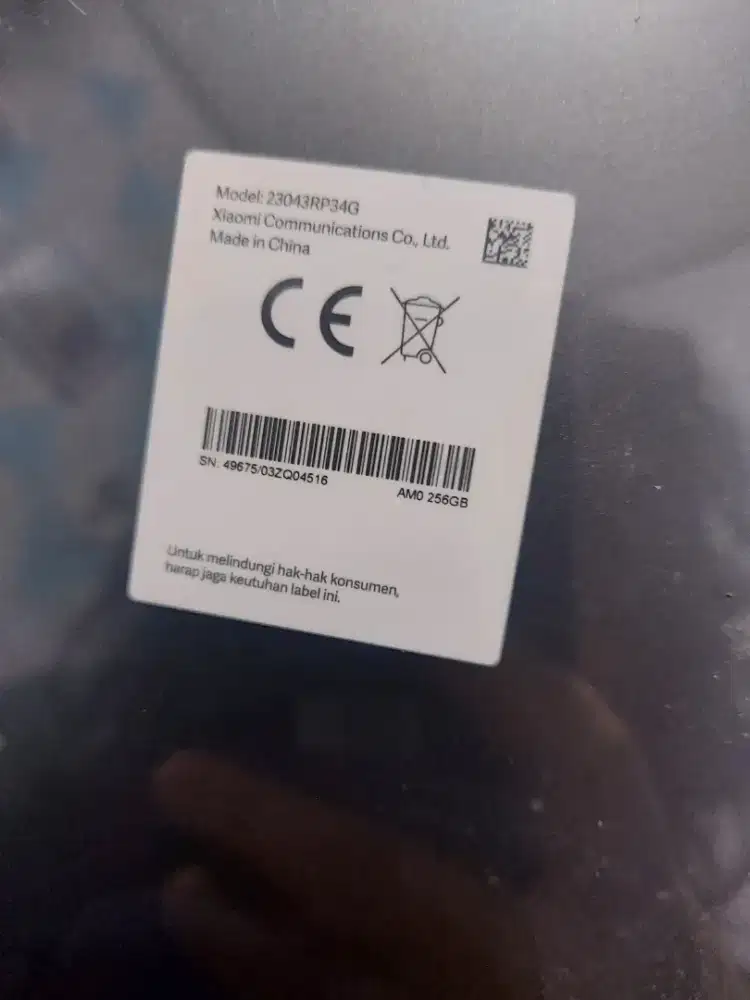 Model: 23043RP34G
Xiaomi Communications Co., Ltd.
Made in China
CE
SN: 49675/03ZQ04516
AM0 256GB
Untuk melindungi hak-hak konsumen,
harap jaga keutuhan label ini.